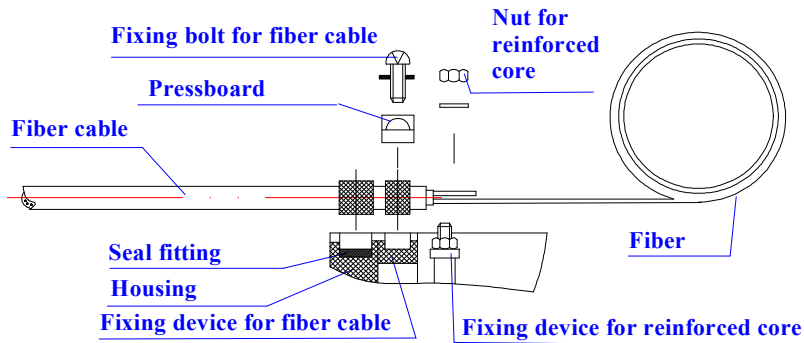 Fixing bolt for fiber cable
Nut for
reinforced
core
Pressboard
Fiber cable
Fiber
Seal fitting
Housing
Fixing device for fiber cable
Fixing device for reinforced core